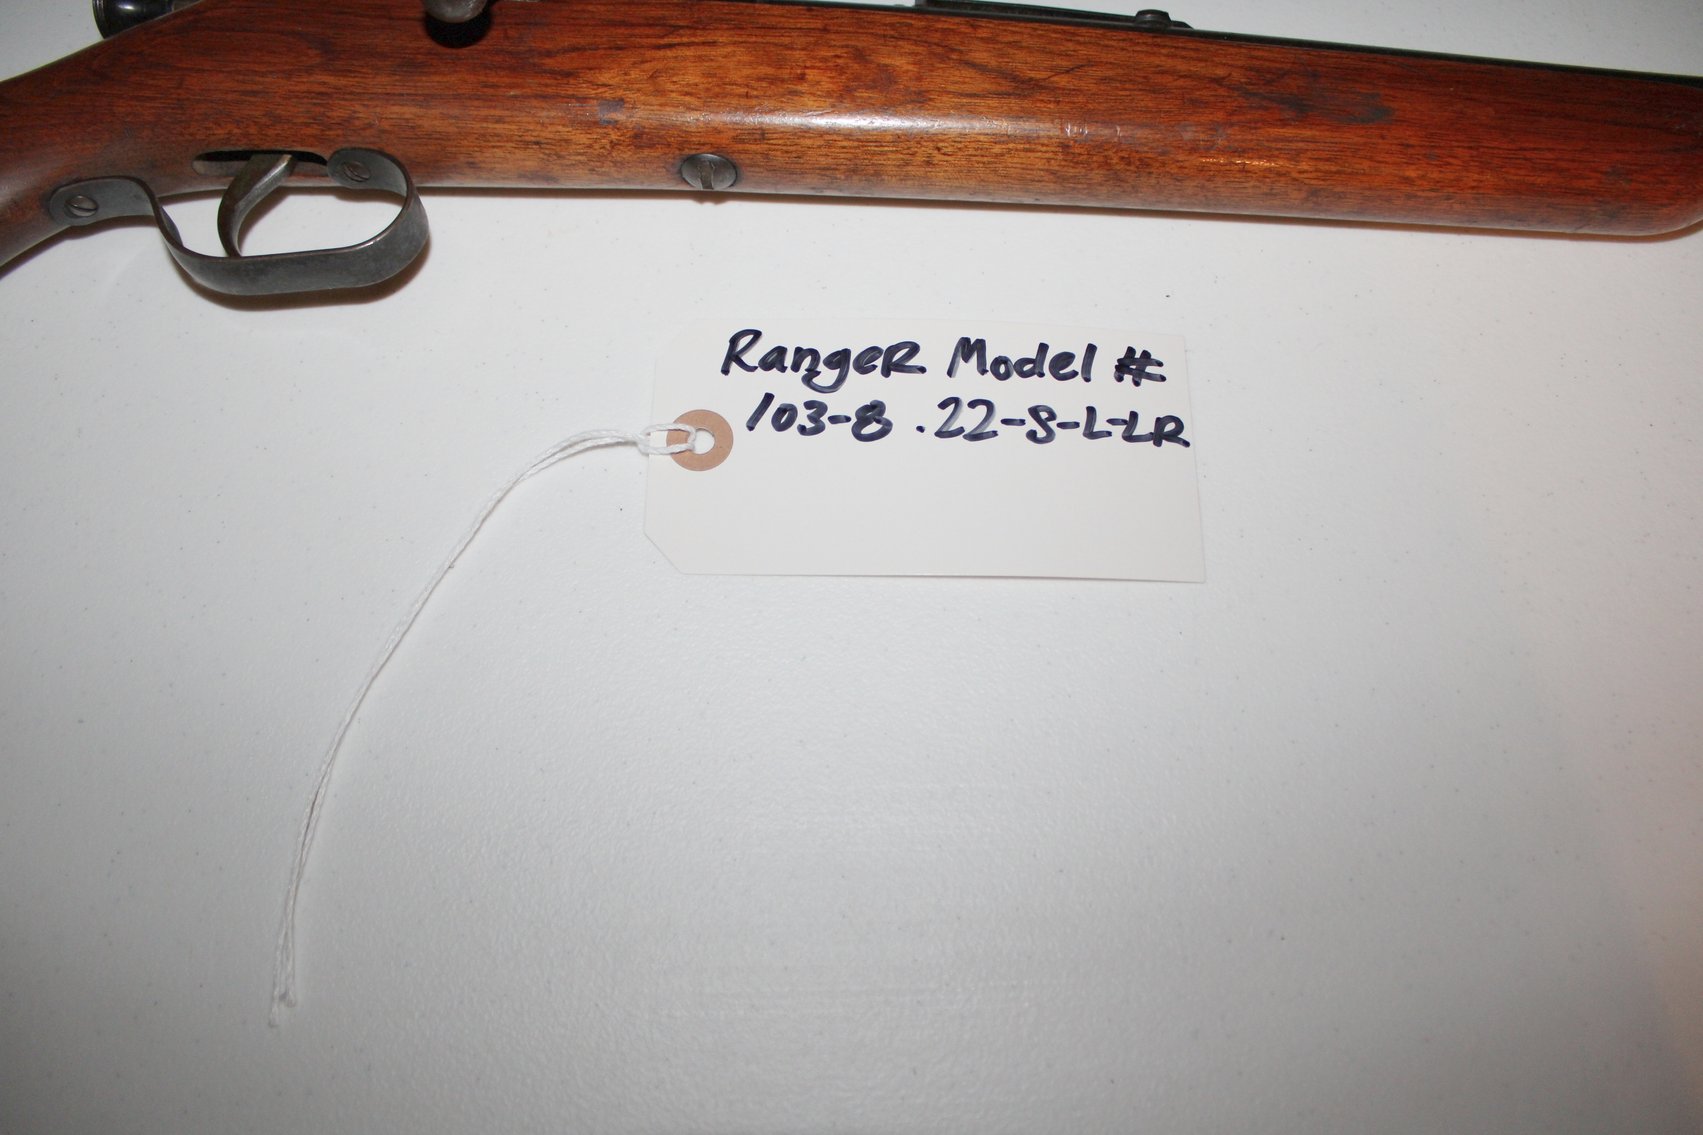 Ranger Model #
103-8 .22-S-L-LR